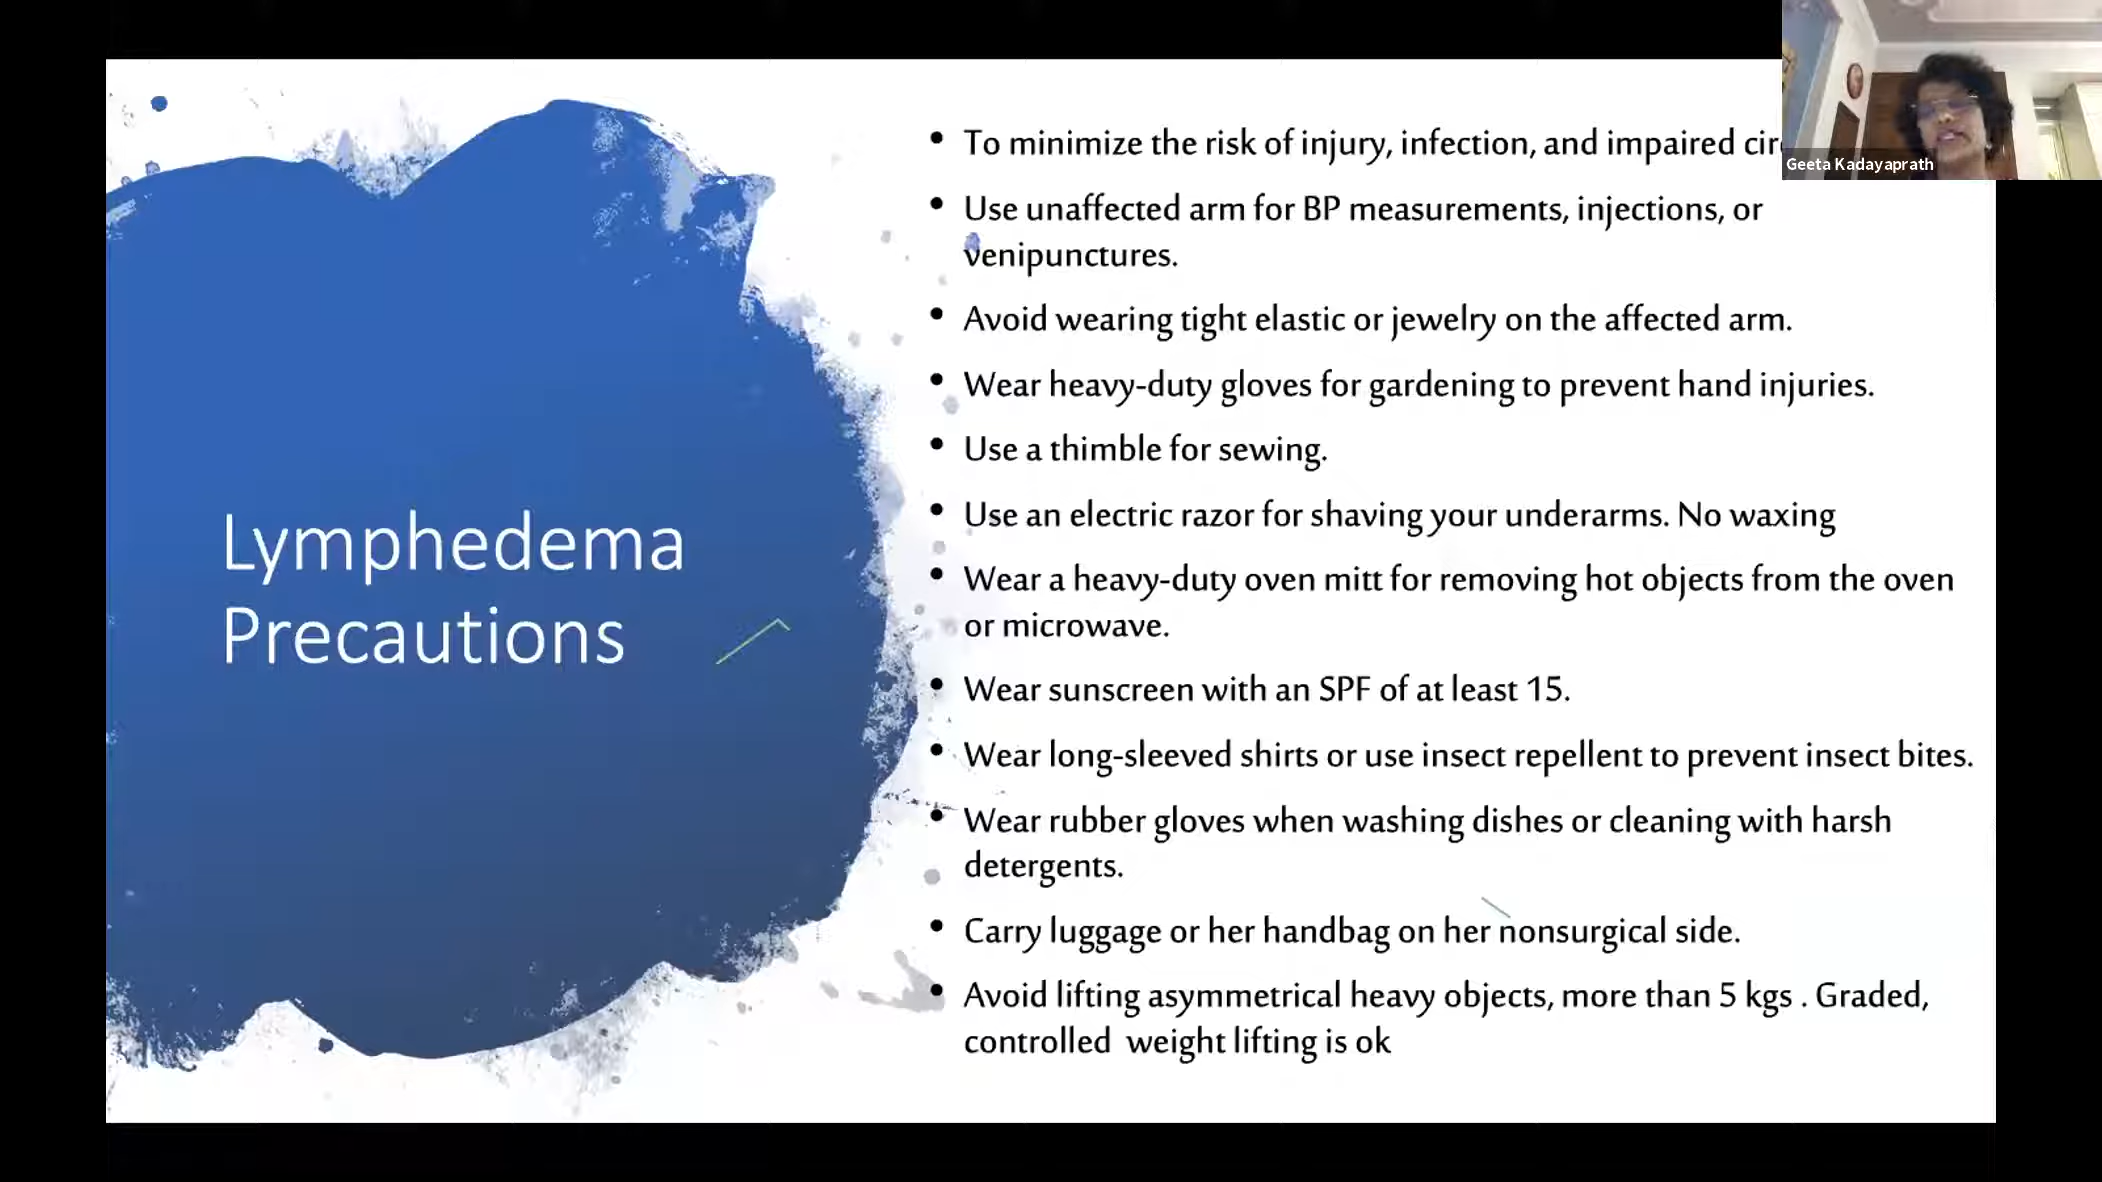 Geeta Kadayaprath
Lymphedema
Precautions
• To minimize the risk of injury, infection, and impaired
• Use unaffected arm for BP measurements, injections, or
venipunctures.
• Avoid wearing tight elastic or jewelry on the affected arm.
• Wear heavy-duty gloves for gardening to prevent hand injuries.
• Use a thimble for sewing.
• Use an electric razor for shaving your underarms. No waxing
• Wear a heavy-duty oven mitt for removing hot objects from the oven
or microwave.
• Wear sunscreen with an SPF of at least 15.
• Wear long-sleeved shirts or use insect repellent to prevent insect bites.
• Wear rubber gloves when washing dishes or cleaning with harsh
detergents.
• Carry luggage or her handbag on her nonsurgical side.
• Avoid lifting asymmetrical heavy objects, more than 5 kgs . Graded,
controlled  weight lifting is ok